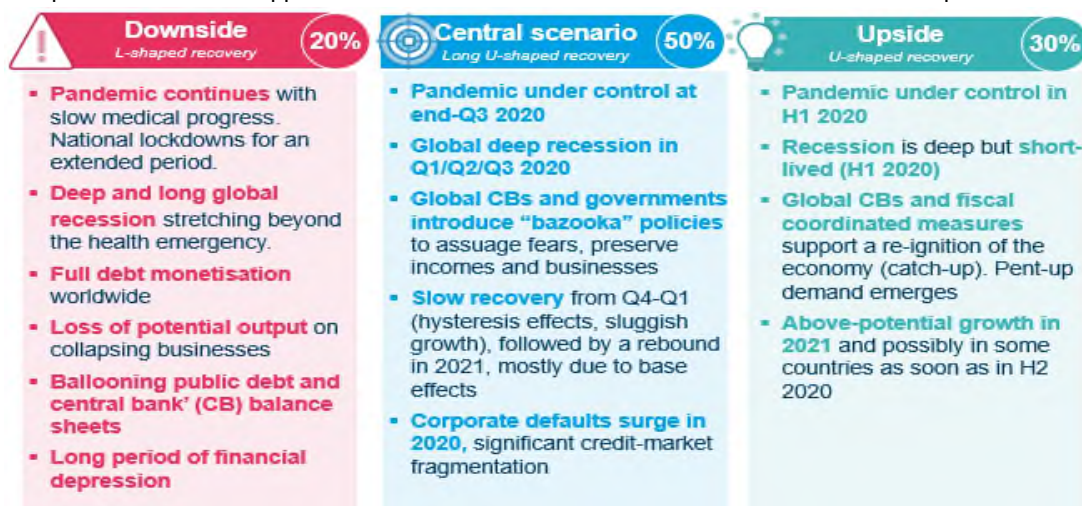 Downside
L-shaped recovery
20%
Pandemic continues with
slow medical progress.
National lockdowns for an
extended period.
Deep and long global
recession stretching beyond
the health emergency.
Full debt monetisation
worldwide
Loss of potential output on
collapsing businesses
Ballooning public debt and
central bank' (CB) balance
sheets
Long period of financial
depression
Central scenario
Long U-shaped recovery
50%
Pandemic under control at
end-Q3 2020
Global deep recession in
Q1/Q2/Q3 2020
Global CBs and governments
introduce "bazooka" policies
to assuage fears, preserve
incomes and businesses
Slow recovery from Q4-Q1
(hysteresis effects, sluggish
growth), followed by a rebound
in 2021, mostly due to base
effects
Corporate defaults surge in
2020, significant credit-market
fragmentation
Upside
U-shaped recovery
30%
Pandemic under control in
H1 2020
Recession is deep but short-
lived (H1 2020)
Global CBs and fiscal
coordinated measures
support a re-ignition of the
economy (catch-up). Pent-up
demand emerges
Above-potential growth in
2021 and possibly in some
countries as soon as in H2
2020